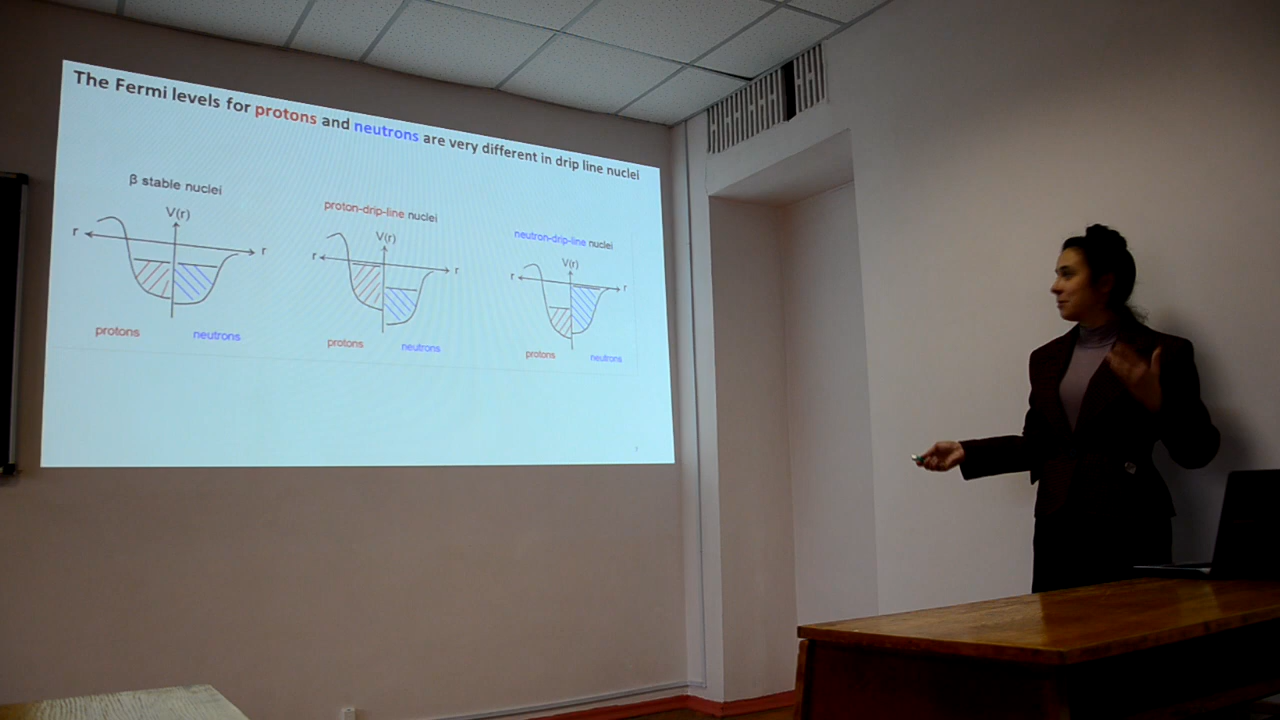 The Fermi levels for protons and neutrons are very different in drip line nuclei
β stable nuclei
V(r)
r
r
protons
neutrons
proton-drip-line nuclei
V(r)
r
r
protons
neutrons
neutron-drip-line nuclei
V(r)
r
r
protons
neutrons